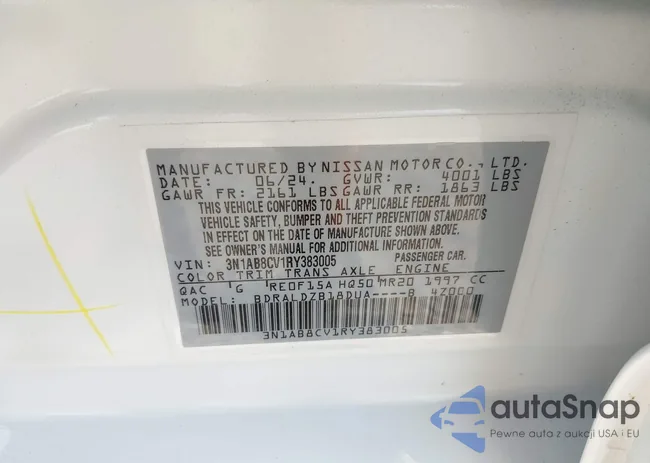 MANUFACTURED BY NISSAN MOTOR CO., LTD.
DATE: 06/24. GVWR: 4001 LBS
GAWR FR: 2161 LBS GAWR RR: 1863 LBS
THIS VEHICLE CONFORMS TO ALL APPLICABLE FEDERAL MOTOR
VEHICLE SAFETY, BUMPER AND THEFT PREVENTION STANDARDS
IN EFFECT ON THE DATE OF MANUFACTURE SHOWN ABOVE.
SEE OWNER'S MANUAL FOR ADDITIONAL INFORMATION.
VIN: 3N1AB8CV1RY383005 PASSENGER CAR.
COLOR TRIM TRANS AXLE ENGINE
QAC G RE0F15A HQ50 MR20 1997 CC
MODEL: BDRALDZB18DUA----B 4Z000
3N1AB8CV1RY383005
autaSnap
Pewne auta z aukcji USA i EU